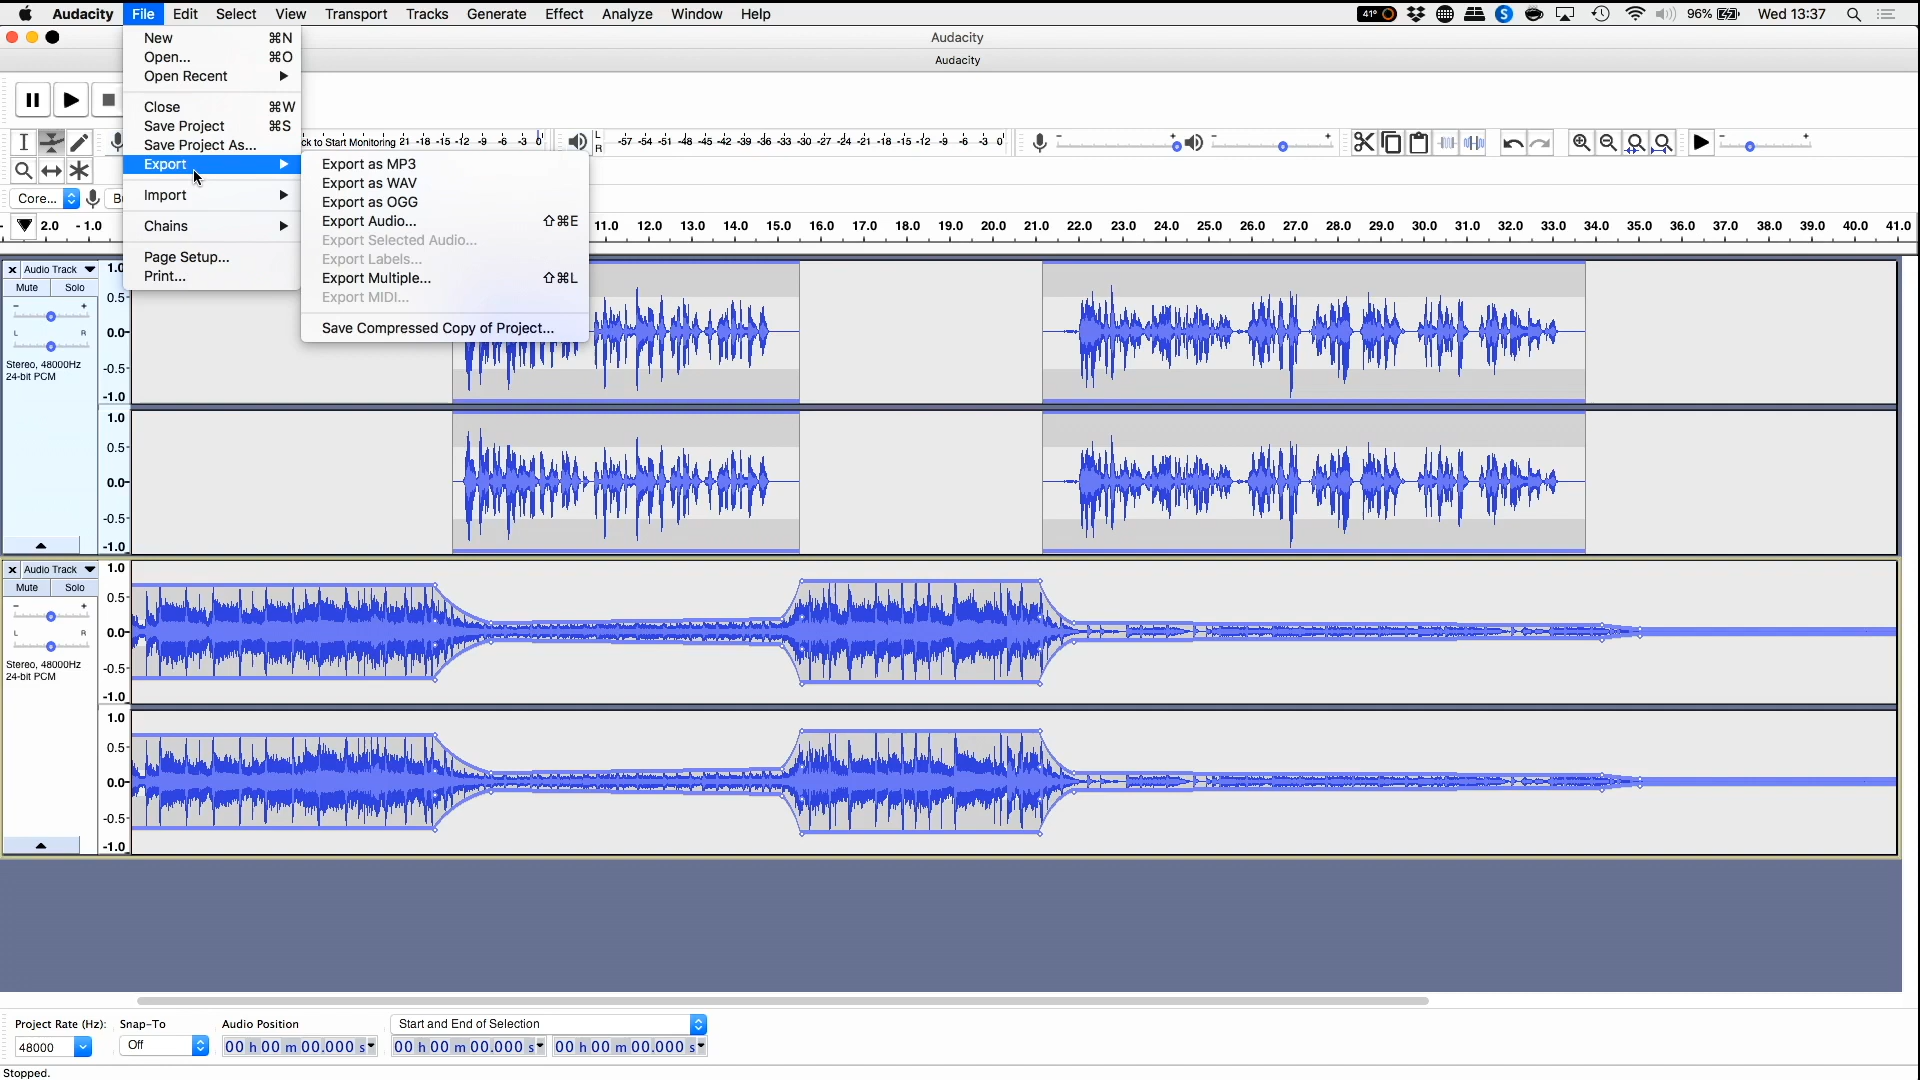 Audacity File Edit Select View Transport Tracks Generate Effect Analyze Window Help 41° S 96% Wed 13:37
Audacity
Audacity
New ⌘N
Open... ⌘O
Open Recent ▶
Close ⌘W
Save Project ⌘S
Save Project As...
Export ▶
Import ▶
Chains ▶
Page Setup...
Print...
Export as MP3
Export as WAV
Export as OGG
Export Audio... ⇧⌘E
Export Selected Audio...
Export Labels...
Export Multiple... ⇧⌘L
Export MIDI...
Save Compressed Copy of Project...
ck to Start Monitoring 21 -18 -15 -12 -9 -6 -3 0
L
R
-57 -54 -51 -48 -45 -42 -39 -36 -33 -30 -27 -24 -21 -18 -15 -12 -9 -6 -3 0
Core...
2.0 - 1.0 11.0 12.0 13.0 14.0 15.0 16.0 17.0 18.0 19.0 20.0 21.0 22.0 23.0 24.0 25.0 26.0 27.0 28.0 29.0 30.0 31.0 32.0 33.0 34.0 35.0 36.0 37.0 38.0 39.0 40.0 41.0
Audio Track
Mute Solo
- +
L R
Stereo, 48000Hz
24-bit PCM
1.0
0.5-
0.0-
-0.5-
-1.0
1.0
0.5-
0.0-
-0.5-
-1.0
Audio Track
Mute Solo
- +
L R
Stereo, 48000Hz
24-bit PCM
1.0
0.5-
0.0-
-0.5-
-1.0
1.0
0.5-
0.0-
-0.5-
-1.0
Project Rate (Hz): Snap-To Audio Position Start and End of Selection
48000 Off 00 h 00 m 00.000 s 00 h 00 m 00.000 s 00 h 00 m 00.000 s
Stopped.